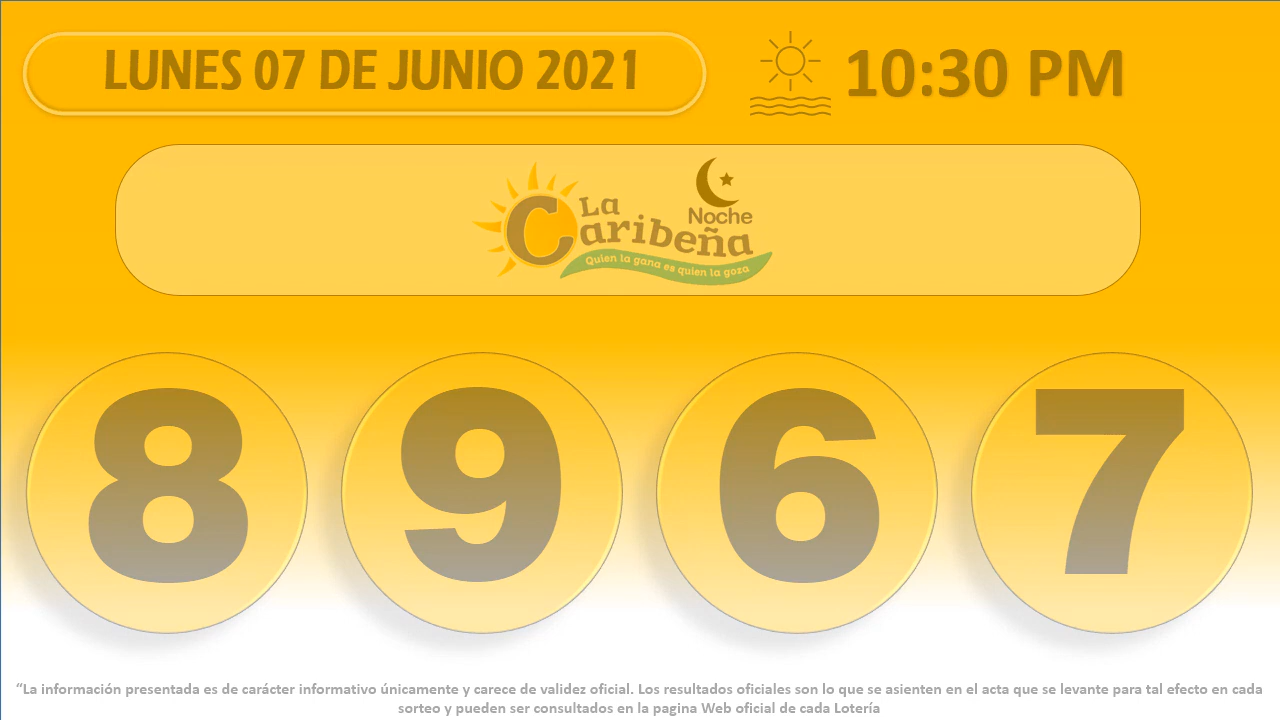 LUNES 07 DE JUNIO 2021
10:30 PM
La
Caribeña
Noche
Quien la gana es quien la goza
8 9 6 7
“La información presentada es de carácter informativo únicamente y carece de validez oficial. Los resultados oficiales son lo que se asienten en el acta que se levante para tal efecto en cada
sorteo y pueden ser consultados en la pagina Web oficial de cada Lotería